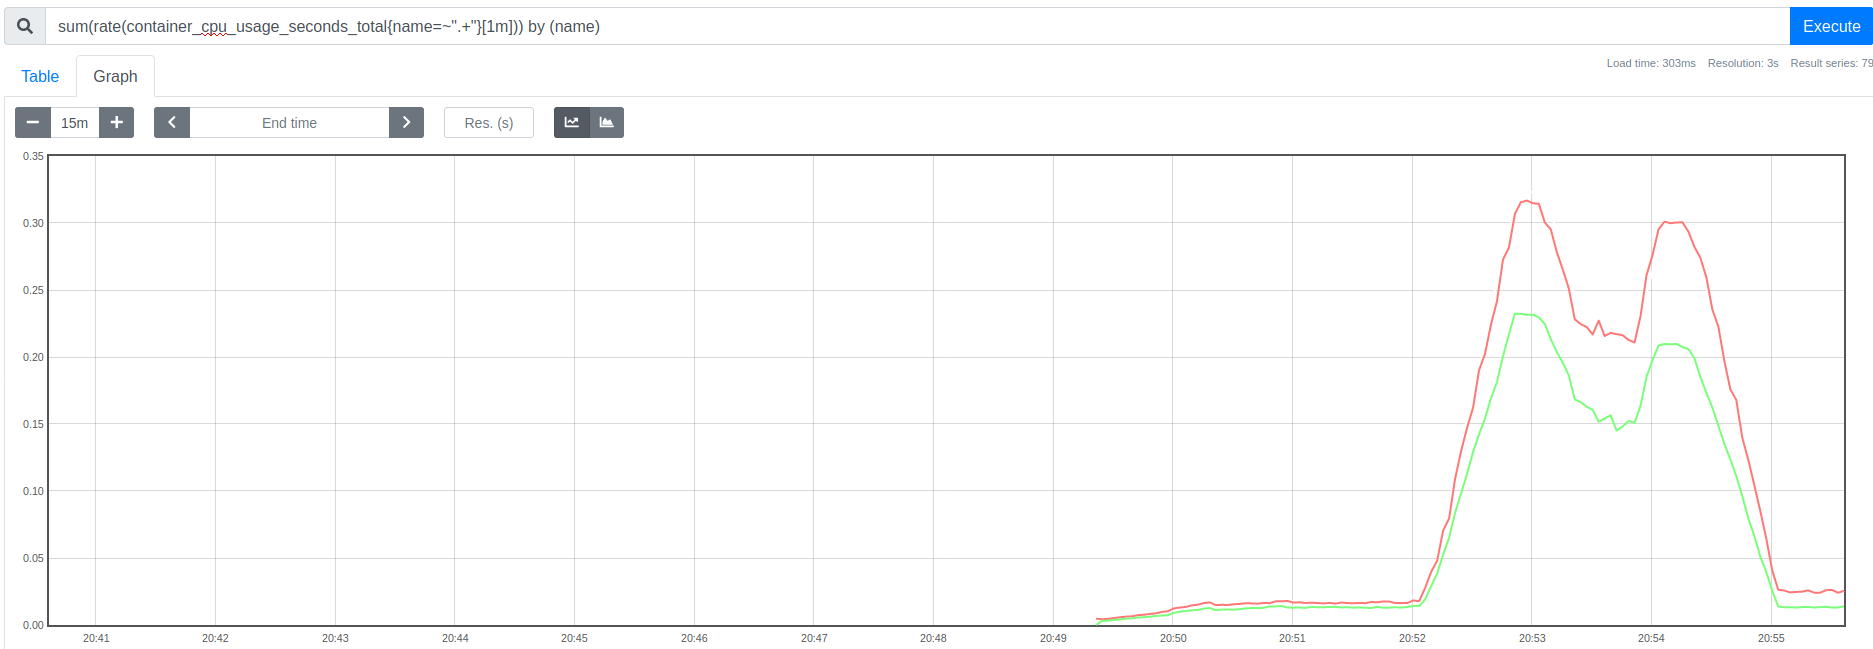 sum(rate(container_cpu_usage_seconds_total{name=~".+"}[1m])) by (name)
Execute
Table
Graph
Load time: 303ms Resolution: 3s Result series: 79
15m
End time
Res. (s)
0.35
0.30
0.25
0.20
0.15
0.10
0.05
0.00
20:41 20:42 20:43 20:44 20:45 20:46 20:47 20:48 20:49 20:50 20:51 20:52 20:53 20:54 20:55